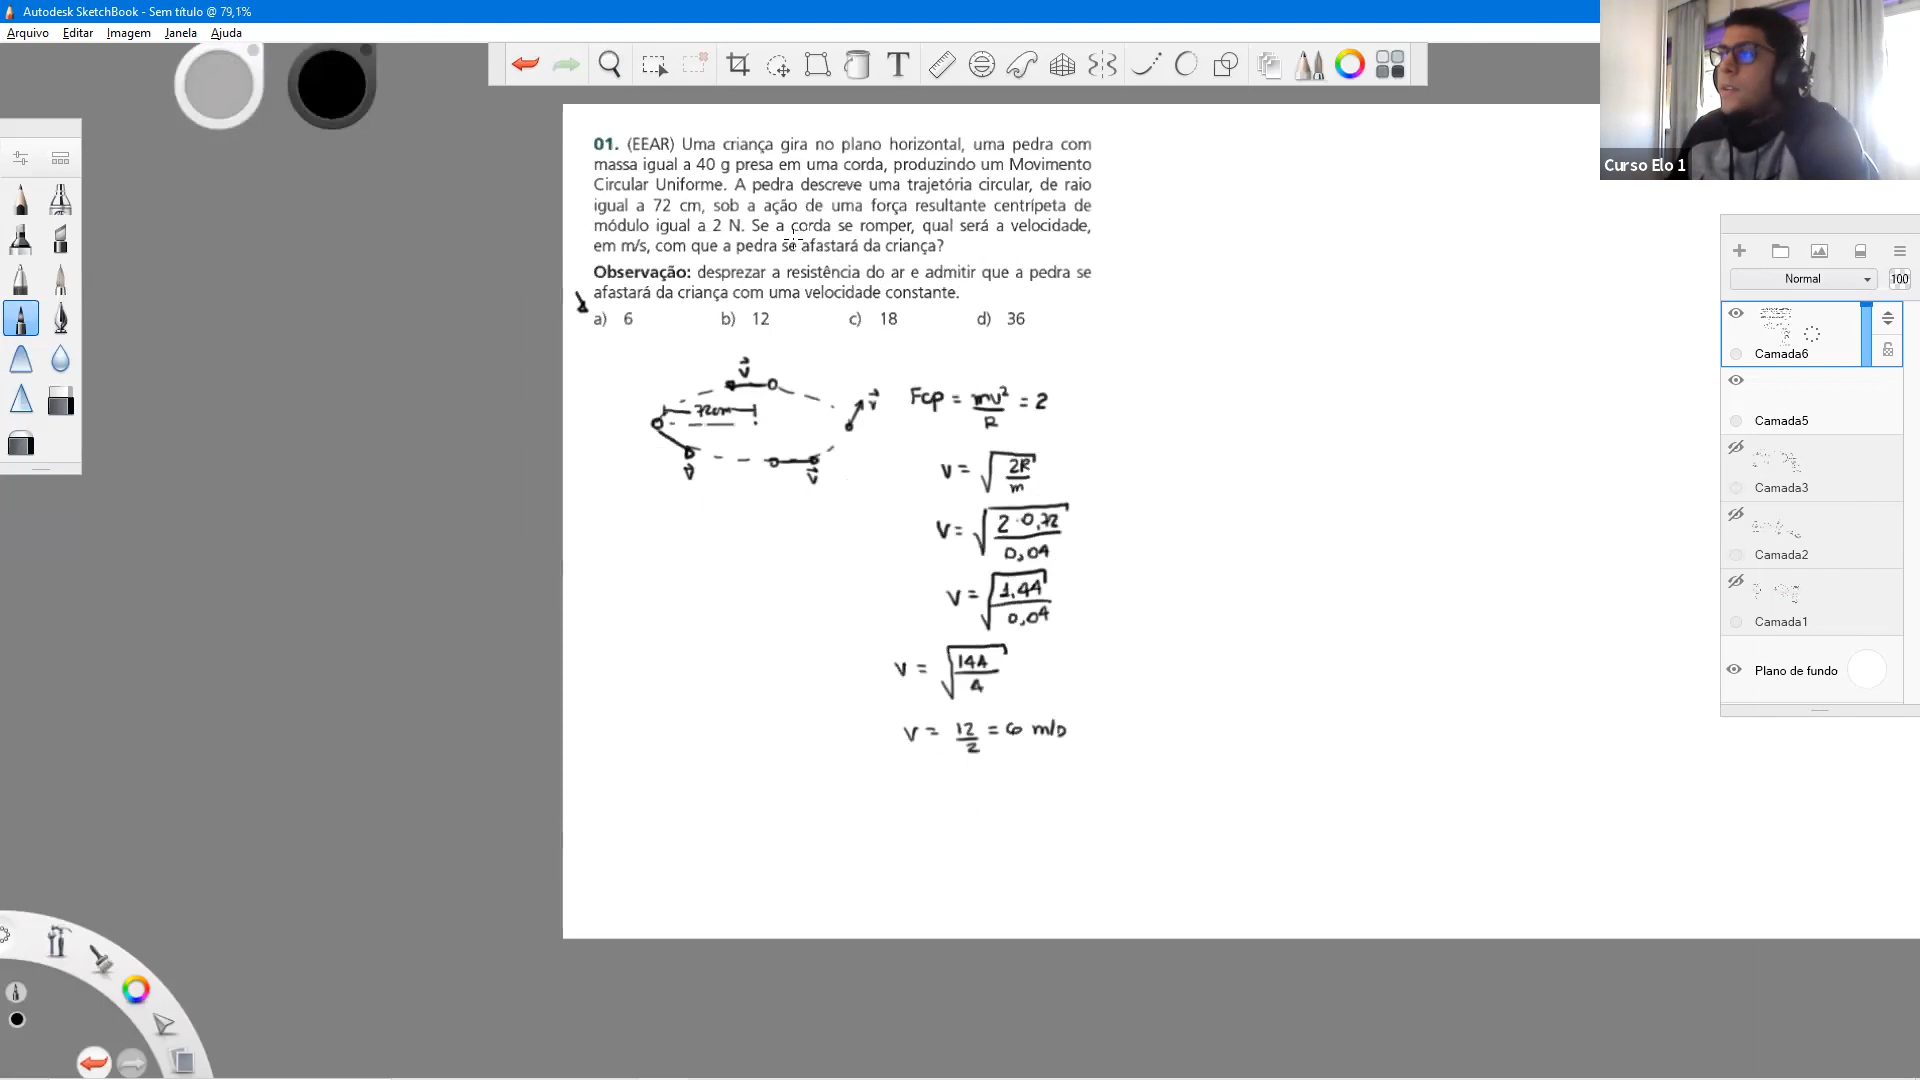 Autodesk SketchBook - Sem título @ 79,1%
Arquivo Editar Imagem Janela Ajuda
T
Curso Elo 1
01. (EEAR) Uma criança gira no plano horizontal, uma pedra com
massa igual a 40 g presa em uma corda, produzindo um Movimento
Circular Uniforme. A pedra descreve uma trajetória circular, de raio
igual a 72 cm, sob a ação de uma força resultante centrípeta de
módulo igual a 2 N. Se a corda se romper, qual será a velocidade,
em m/s, com que a pedra se afastará da criança?
Observação: desprezar a resistência do ar e admitir que a pedra se
afastará da criança com uma velocidade constante.
a) 6 b) 12 c) 18 d) 36
v⃗
72cm
v⃗
v⃗
v⃗
Fcp = mv²/R = 2
v = √(2R/m)
v = √(2·0,72/0,04)
v = √(1,44/0,04)
v = √(144/4)
v = 12/2 = 6 m/s
Normal 100
Camada6
Camada5
Camada3
Camada2
Camada1
Plano de fundo